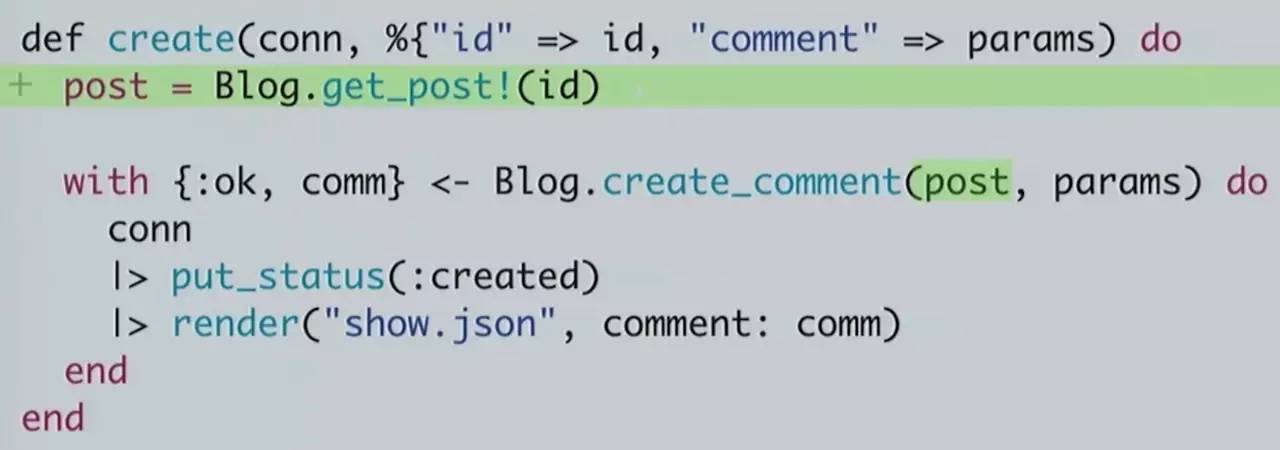 def create(conn, %{"id" => id, "comment" => params) do
+ post = Blog.get_post!(id)
with {:ok, comm} <- Blog.create_comment(post, params) do
conn
|> put_status(:created)
|> render("show.json", comment: comm)
end
end